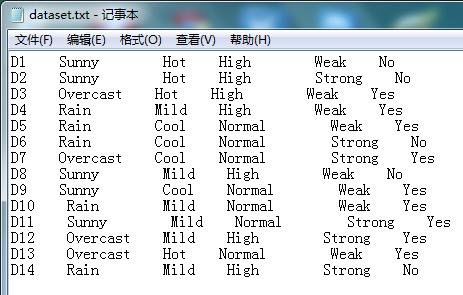 dataset.txt - 记事本
文件(F) 编辑(E) 格式(O) 查看(V) 帮助(H)
D1 Sunny Hot High Weak No
D2 Sunny Hot High Strong No
D3 Overcast Hot High Weak Yes
D4 Rain Mild High Weak Yes
D5 Rain Cool Normal Weak Yes
D6 Rain Cool Normal Strong No
D7 Overcast Cool Normal Strong Yes
D8 Sunny Mild High Weak No
D9 Sunny Cool Normal Weak Yes
D10 Rain Mild Normal Weak Yes
D11 Sunny Mild Normal Strong Yes
D12 Overcast Mild High Strong Yes
D13 Overcast Hot Normal Weak Yes
D14 Rain Mild High Strong No